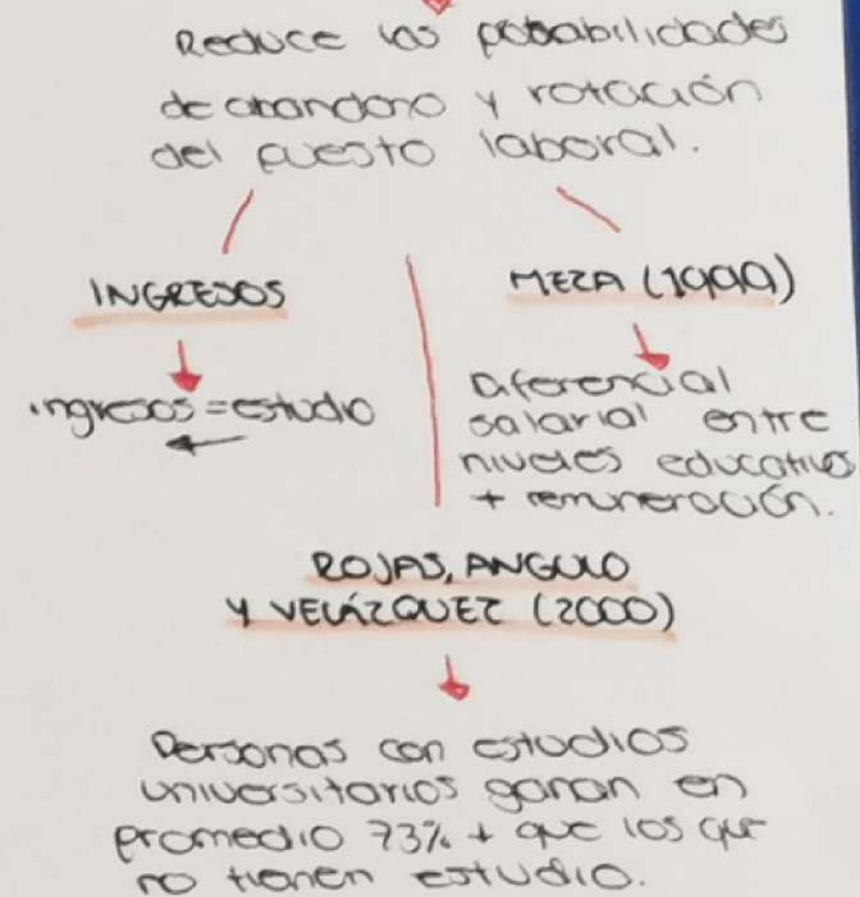 Reduce las probabilidades
de abandono y rotación
del puesto laboral.
INGRESOS
ingresos = estudio
MEZA (1999)
Diferencial
salarial entre
niveles educativos
+ remuneración.
ROJAS, ANGULO
Y VELÁZQUEZ (2000)
Personas con estudios
universitarios ganan en
promedio 73% + que los que
no tienen estudio.